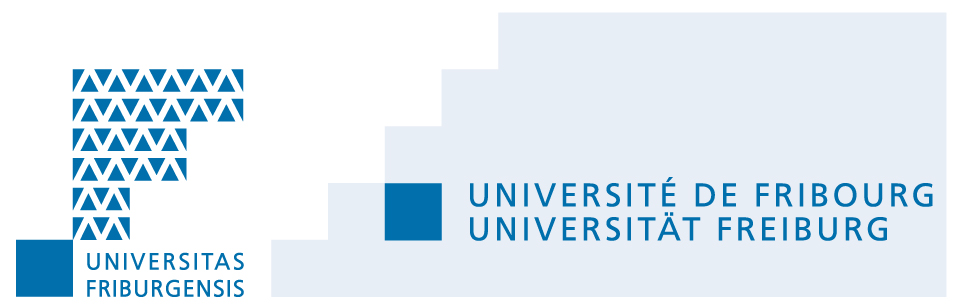 UNIVERSITAS
FRIBURGENSIS
UNIVERSITÉ DE FRIBOURG
UNIVERSITÄT FREIBURG